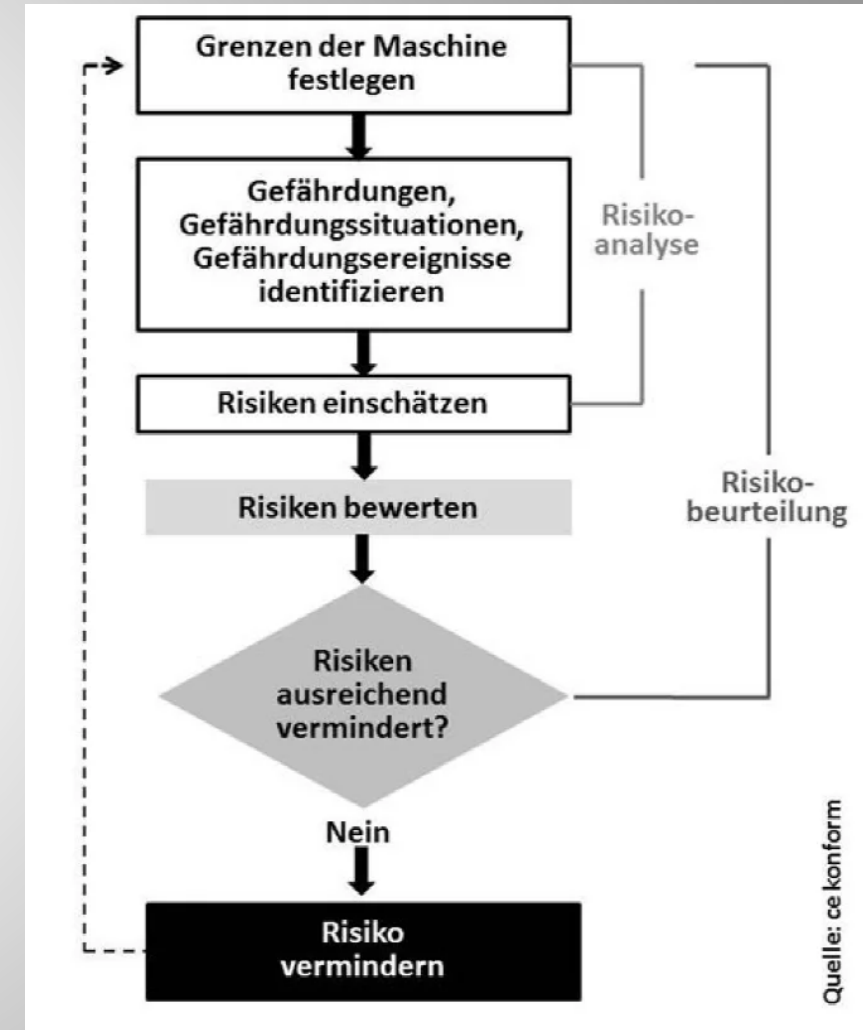 Grenzen der Maschine
festlegen
Gefährdungen,
Gefährdungssituationen,
Gefährdungsereignisse
identifizieren
Risiko-
analyse
Risiken einschätzen
Risiken bewerten
Risiko-
beurteilung
Risiken
ausreichend
vermindert?
Nein
Risiko
vermindern
Quelle: ce konform